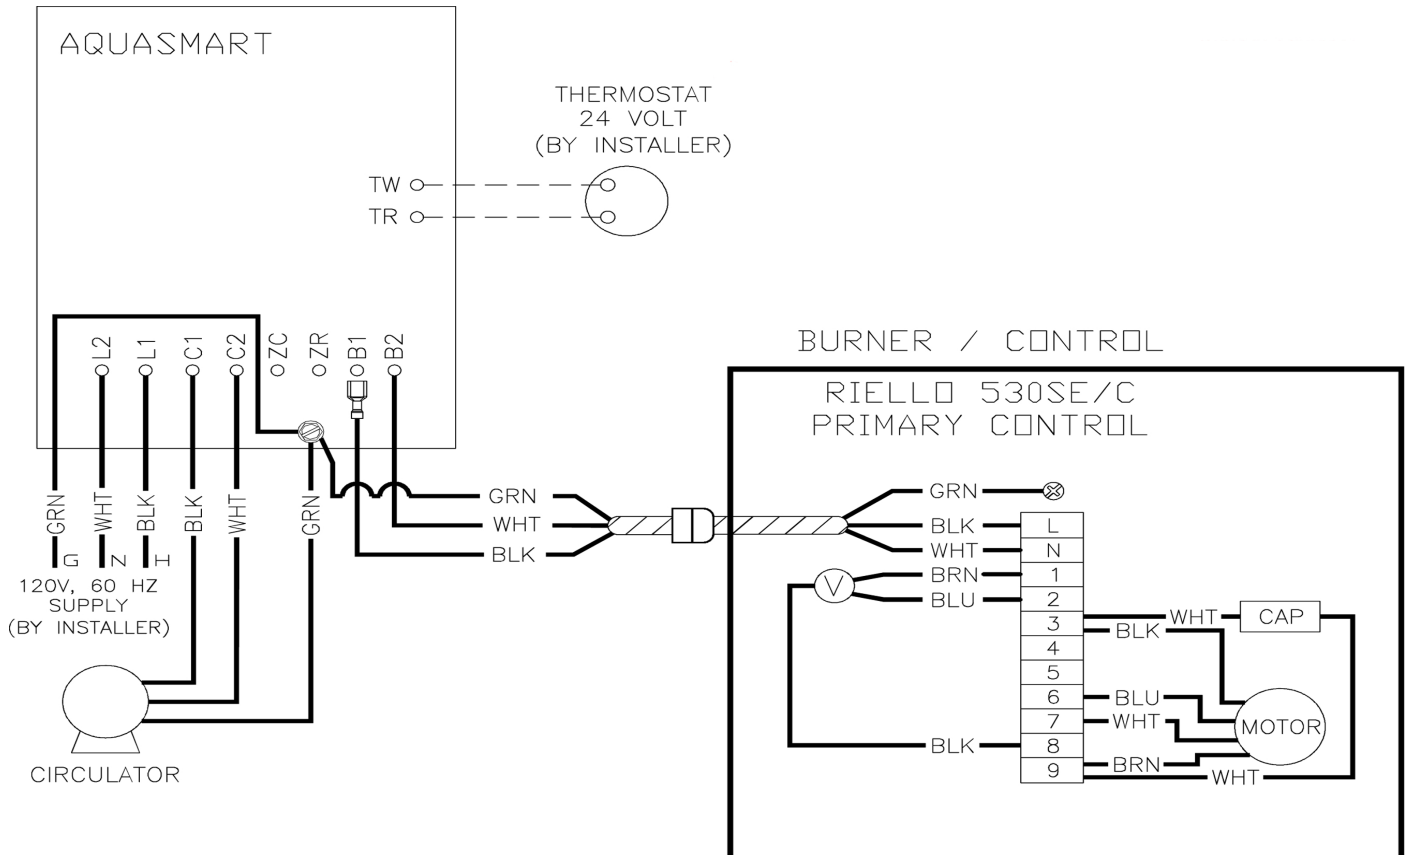 AQUASMART
THERMOSTAT
24 VOLT
(BY INSTALLER)
TW
TR
L2
L1
C1
C2
ZC
ZR
B1
B2
BURNER / CONTROL
RIELLO 530SE/C
PRIMARY CONTROL
GRN
WHT
BLK
BLK
WHT
GRN
G
N
H
120V, 60 HZ
SUPPLY
(BY INSTALLER)
CIRCULATOR
GRN
WHT
BLK
GRN
BLK
WHT
BRN
BLU
BLK
V
L
N
1
2
3
4
5
6
7
8
9
WHT
CAP
BLK
BLU
WHT
MOTOR
BRN
WHT